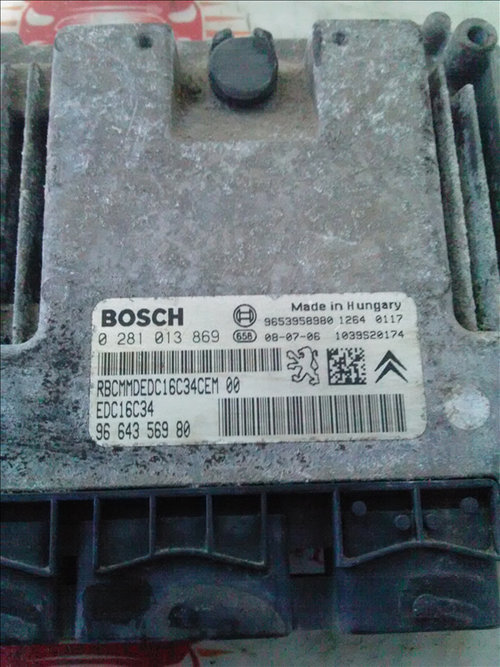 BOSCH
Made in Hungary
9653958980 1264 0117
0 281 013 869
658 08-07-06 1039S20174
RBCMMDEDC16C34CEM 00
EDC16C34
96 643 569 80